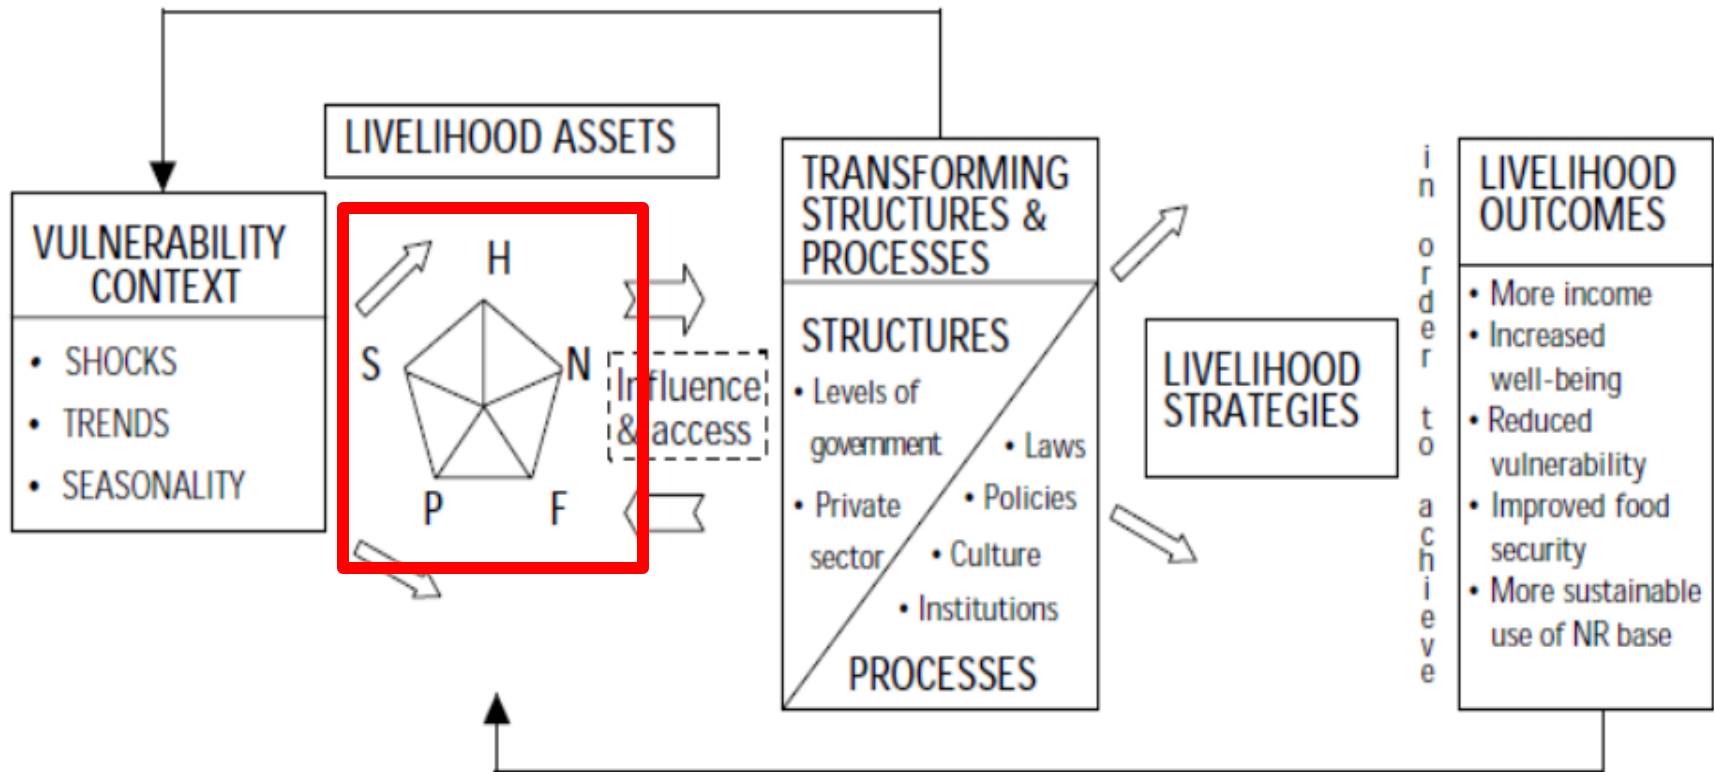 LIVELIHOOD ASSETS
VULNERABILITY
CONTEXT
• SHOCKS
• TRENDS
• SEASONALITY
H
S
N
P
F
Influence
& access
TRANSFORMING
STRUCTURES &
PROCESSES
STRUCTURES
• Levels of
government
• Private
sector
• Laws
• Policies
• Culture
• Institutions
PROCESSES
LIVELIHOOD
STRATEGIES
in order to achieve
LIVELIHOOD
OUTCOMES
• More income
• Increased
well-being
• Reduced
vulnerability
• Improved food
security
• More sustainable
use of NR base